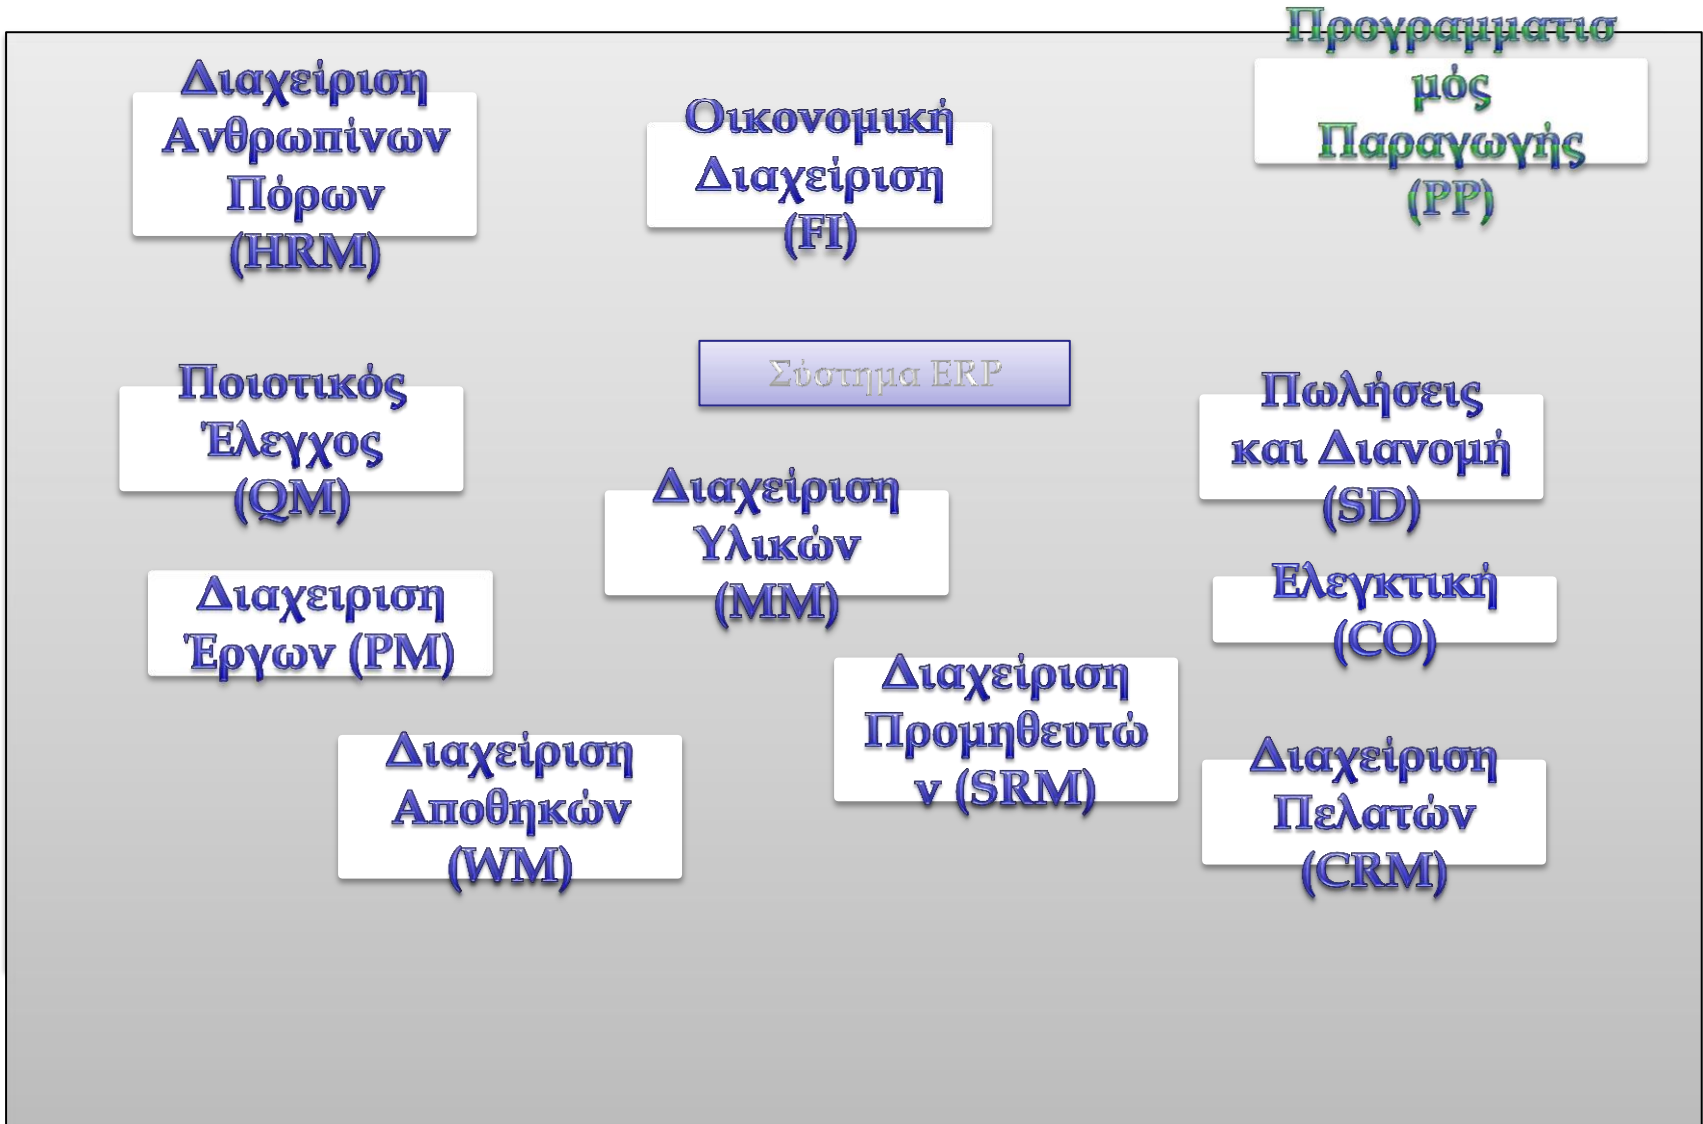 Διαχείριση
Ανθρωπίνων
Πόρων
(HRM)
Οικονομική
Διαχείριση
(FI)
Προγραμματισ
μός
Παραγωγής
(PP)
Σύστημα ERP
Ποιοτικός
Έλεγχος
(QM)
Διαχείριση
Υλικών
(MM)
Πωλήσεις
και Διανομή
(SD)
Διαχειριση
Έργων (PM)
Ελεγκτική
(CO)
Διαχείριση
Αποθηκών
(WM)
Διαχείριση
Προμηθευτώ
ν (SRM)
Διαχείριση
Πελατών
(CRM)